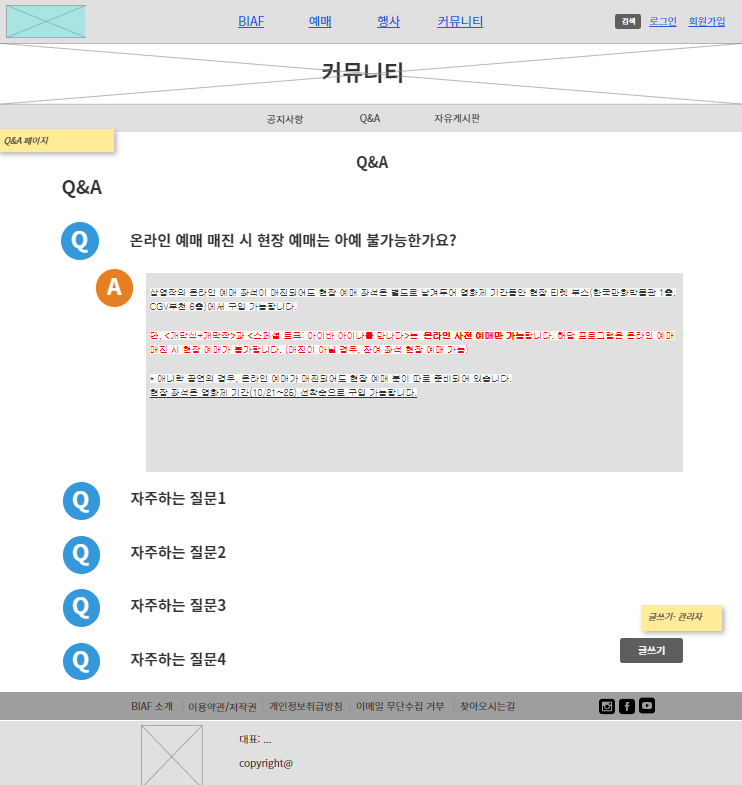 BIAF 예매 행사 커뮤니티 검색 로그인 회원가입
커뮤니티
공지사항 Q&A 자유게시판
Q&A 페이지
Q&A
Q&A
Q 온라인 예매 매진 시 현장 예매는 아예 불가능한가요?
A
상영작의 온라인 예매 좌석이 매진되어도 현장 예매 좌석은 별도로 남겨두어 영화제 기간동안 현장 티켓 부스(한국만화박물관 1층,
CGV부천 6층)에서 구입 가능합니다.
단, <개막식+개막작>과 <스페셜 토크: 아이바 아이나를 만나다>는 온라인 사전 예매만 가능합니다. 해당 프로그램은 온라인 예매
매진 시 현장 예매가 불가합니다. (매진이 아닐 경우, 잔여 좌석 현장 예매 가능)
* 애니락 공연의 경우, 온라인 예매가 매진되어도 현장 예매 분이 따로 준비되어 있습니다.
현장 좌석은 영화제 기간(10/21~25) 선착순으로 구입 가능합니다.
Q 자주하는 질문1
Q 자주하는 질문2
Q 자주하는 질문3
글쓰기- 관리자
글쓰기
Q 자주하는 질문4
BIAF 소개 이용약관/저작권 개인정보취급방침 이메일 무단수집 거부 찾아오시는길
대표: ...
copyright@